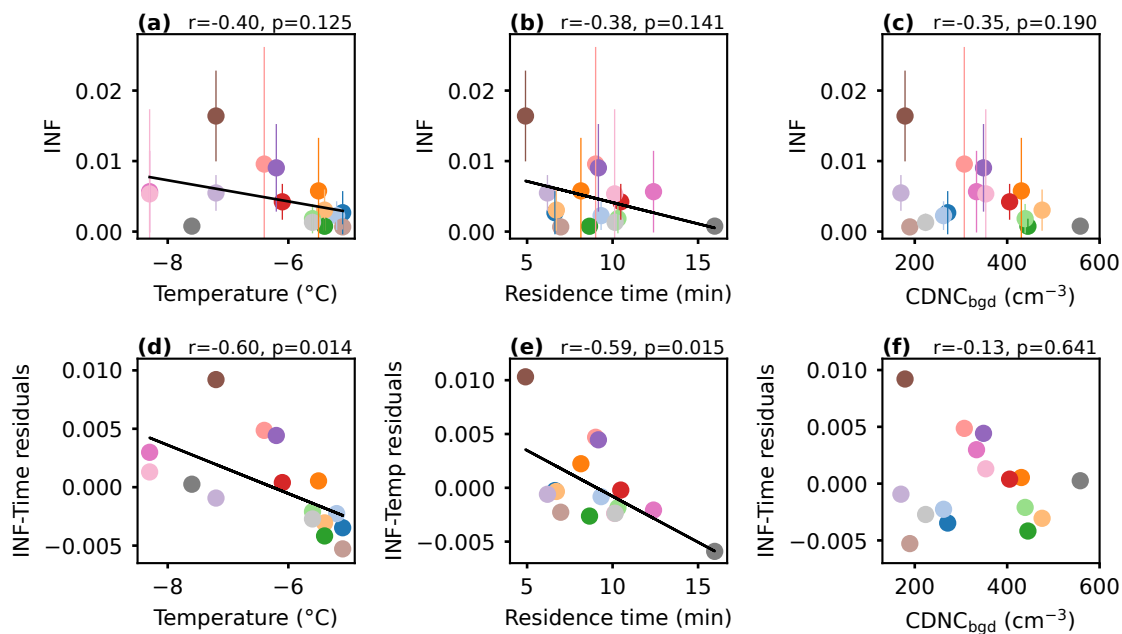 (a) r=-0.40, p=0.125
(b) r=-0.38, p=0.141
(c) r=-0.35, p=0.190
INF
0.02
0.01
0.00
−8
−6
Temperature (°C)
INF
0.02
0.01
0.00
5
10
15
Residence time (min)
INF
0.02
0.01
0.00
200
400
600
CDNCbgd (cm−3)
(d) r=-0.60, p=0.014
(e) r=-0.59, p=0.015
(f) r=-0.13, p=0.641
INF-Time residuals
0.010
0.005
0.000
−0.005
−8
−6
Temperature (°C)
INF-Temp residuals
0.010
0.005
0.000
−0.005
5
10
15
Residence time (min)
INF-Time residuals
0.010
0.005
0.000
−0.005
200
400
600
CDNCbgd (cm−3)